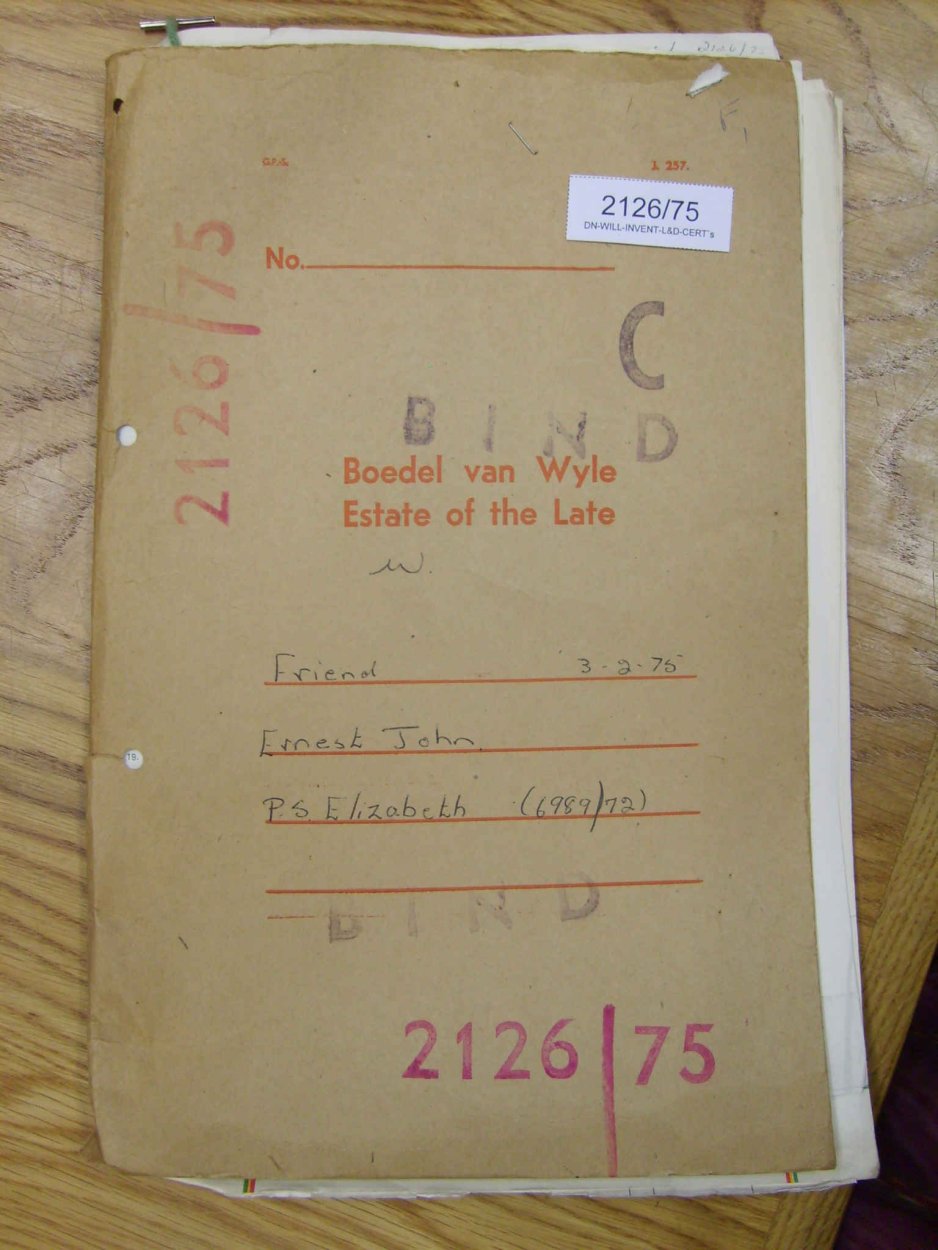 F,
G.P.-S.
J. 257.
2126/75
DN-WILL-INVENT-L&D-CERT's
No.
2126/75
C
BIND
Boedel van Wyle
Estate of the Late
W.
Friend 3-2-75
Ernest John.
P.S. Elizabeth (6989/72)
BIND
2126/75
19.